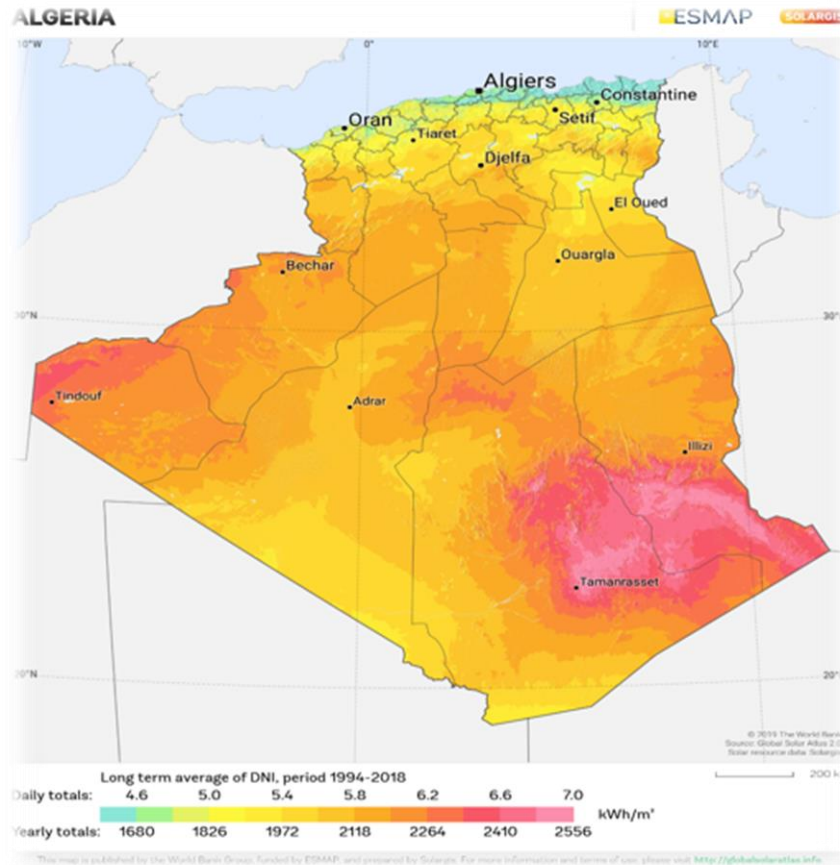 ALGERIA
ESMAP
SOLARGIS
10°W
0°
10°E
Algiers
Constantine
Oran
Setif
Tiaret
Djelfa
El Oued
Ouargla
Bechar
30°
Tindouf
Adrar
Illizi
Tamanrasset
20°N
20°
© 2019 The World Bank
Source: Global Solar Atlas 2.0
Solar resource data: Solargis
200 k
Long term average of DNI, period 1994-2018
Daily totals: 4.6 5.0 5.4 5.8 6.2 6.6 7.0
kWh/m²
Yearly totals: 1680 1826 1972 2118 2264 2410 2556
This map is published by the World Bank Group, funded by ESMAP, and prepared by Solargis. For more information and terms of use, please visit http://globalsolaratlas.info.